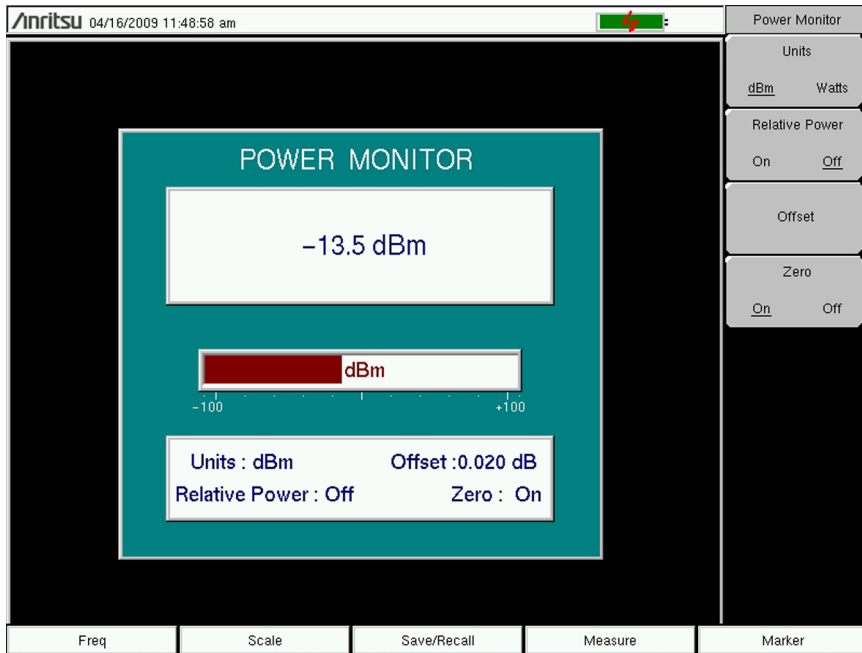 Anritsu 04/16/2009 11:48:58 am
Power Monitor
Units
dBm Watts
Relative Power
On Off
Offset
Zero
On Off
POWER MONITOR
−13.5 dBm
dBm
-100 +100
Units : dBm Offset :0.020 dB
Relative Power : Off Zero : On
Freq Scale Save/Recall Measure Marker